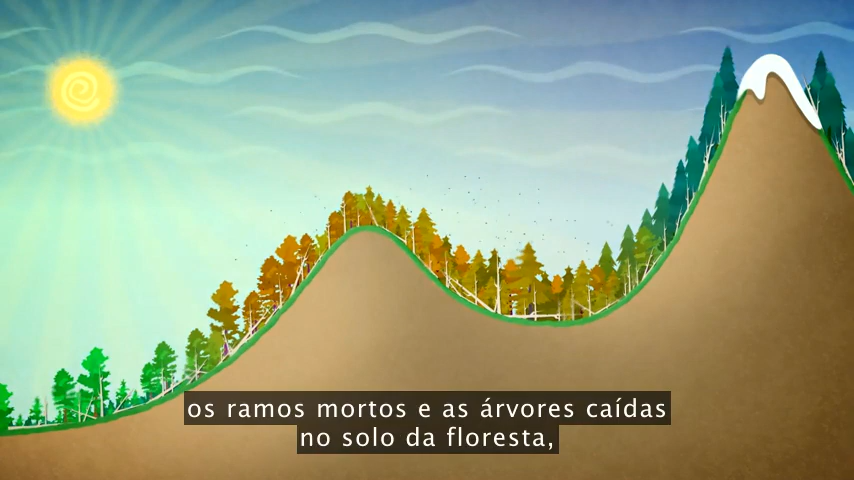 os ramos mortos e as árvores caídas
no solo da floresta,